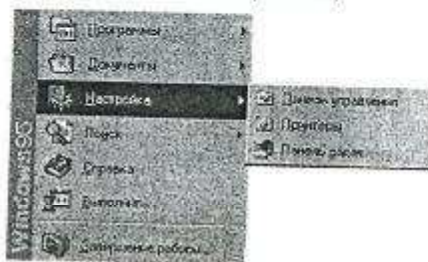 Программы
Документы
Настройка
Поиск
Справка
Выполнить...
Завершение работы...
Windows95
Панель управления
Принтеры
Панель задач